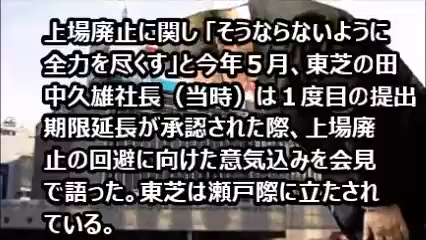 上場廃止に関し「そうならないように
全力を尽くす」と今年５月、東芝の田
中久雄社長（当時）は１度目の提出
期限延長が承認された際、上場廃
止の回避に向けた意気込みを会見
で語った。東芝は瀬戸際に立たされ
ている。